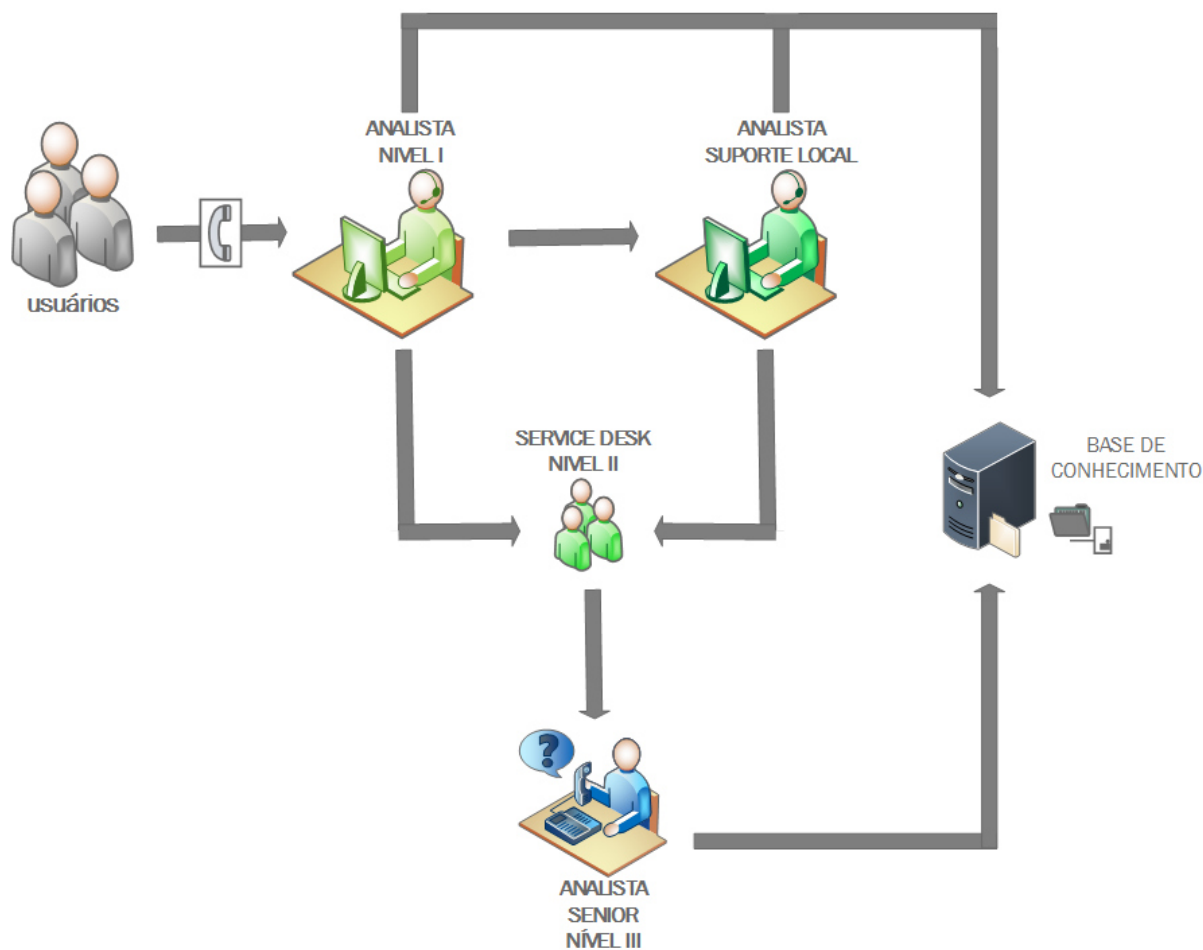 ANALISTA
NIVEL I
ANALISTA
SUPORTE LOCAL
usuários
SERVICE DESK
NIVEL II
BASE DE
CONHECIMENTO
?
ANALISTA
SENIOR
NÍVEL III